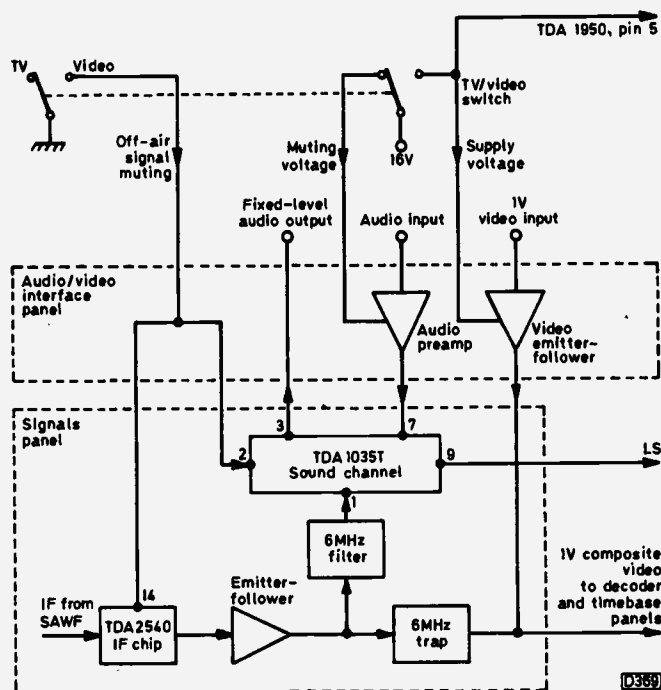 TDA 1950, pin 5
TV
Video
TV/video
switch
Off-air
signal
muting
Muting
voltage
16V
Supply
voltage
Fixed-level
audio output
Audio input
1V
video input
Audio/video
interface
panel
Audio
preamp
Video
emitter-
follower
Signals
panel
3
7
2
TDA 1035T
Sound channel
9
LS
1
6MHz
filter
1V composite
video
to decoder
and timebase
panels
Emitter-
follower
14
IF from
SAWF
TDA2540
IF chip
6MHz
trap
D369